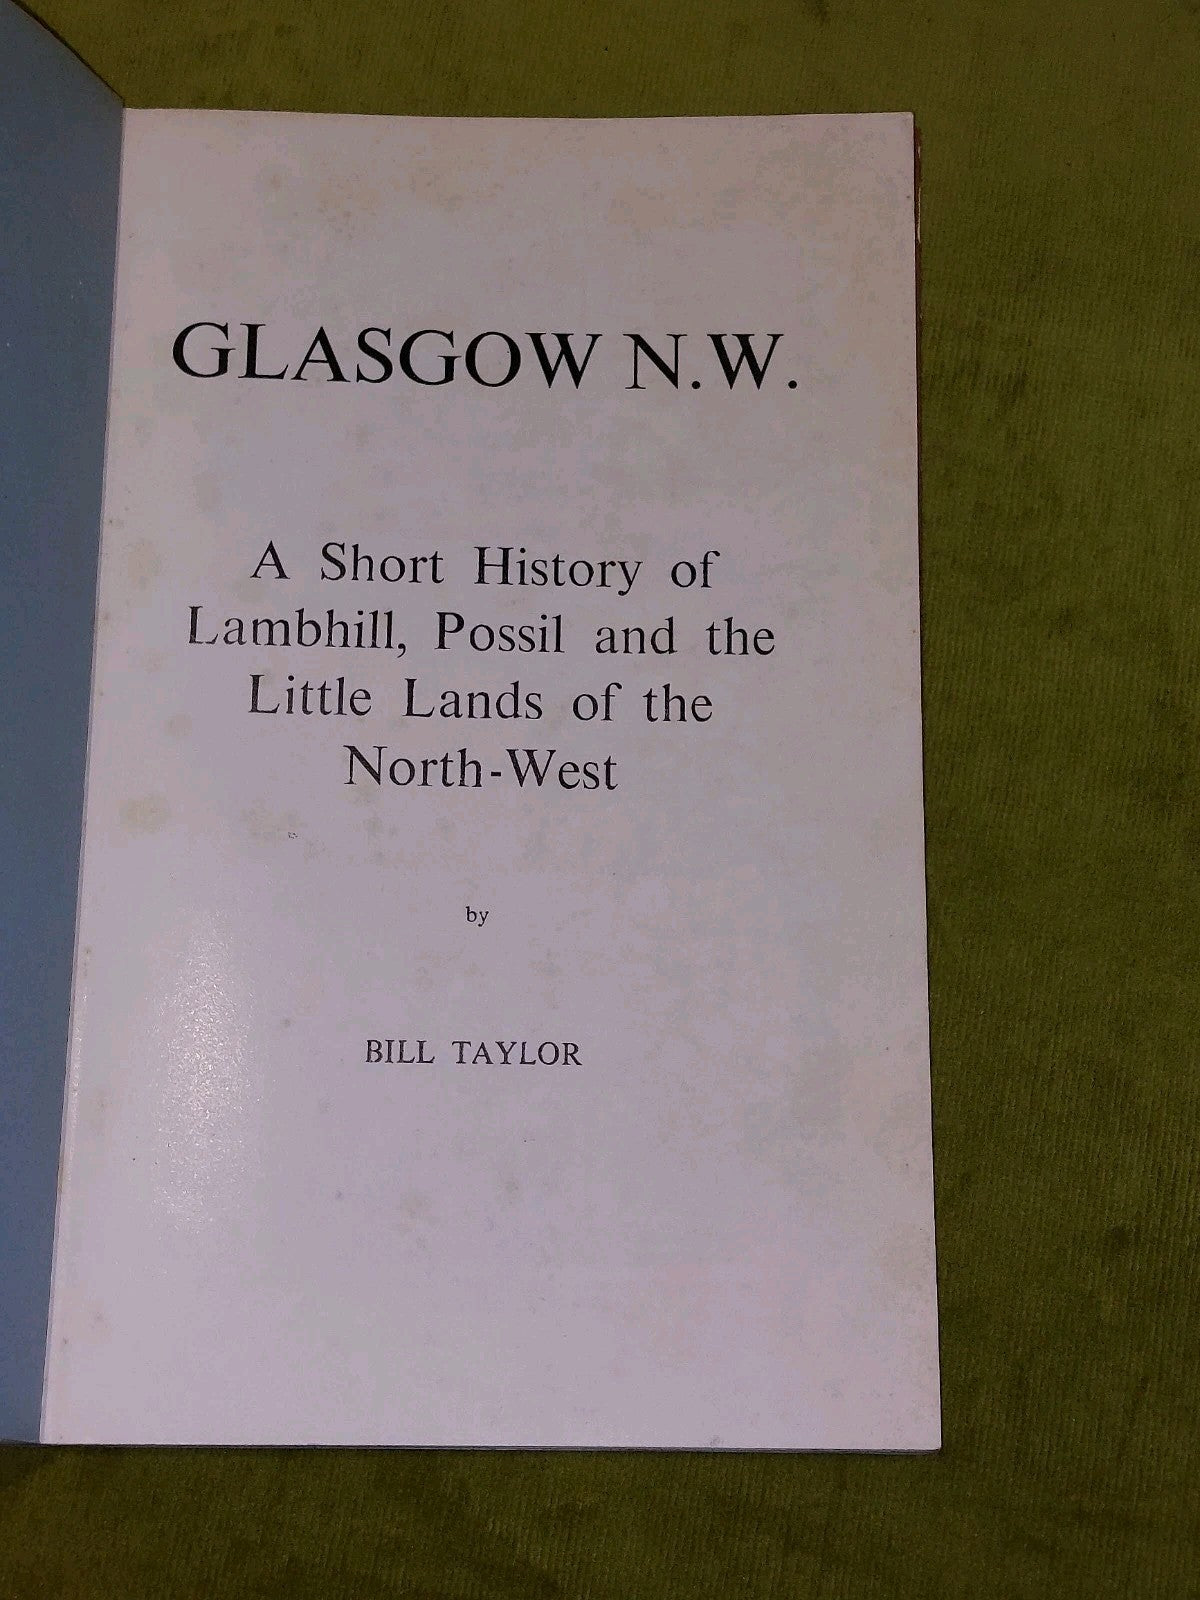 GLASGOW N.W.
A Short History of
Lambhill, Possil and the
Little Lands of the
North-West
by
BILL TAYLOR